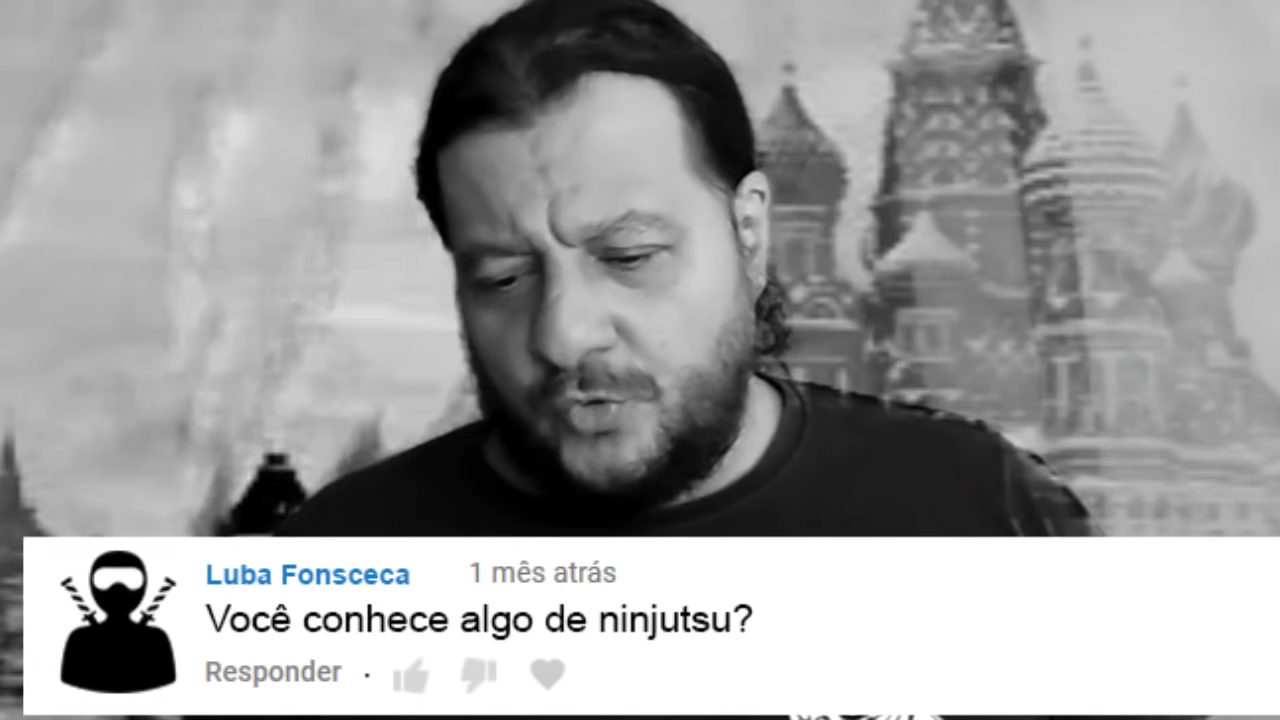 Luba Fonsceca 1 mês atrás
Você conhece algo de ninjutsu?
Responder ·